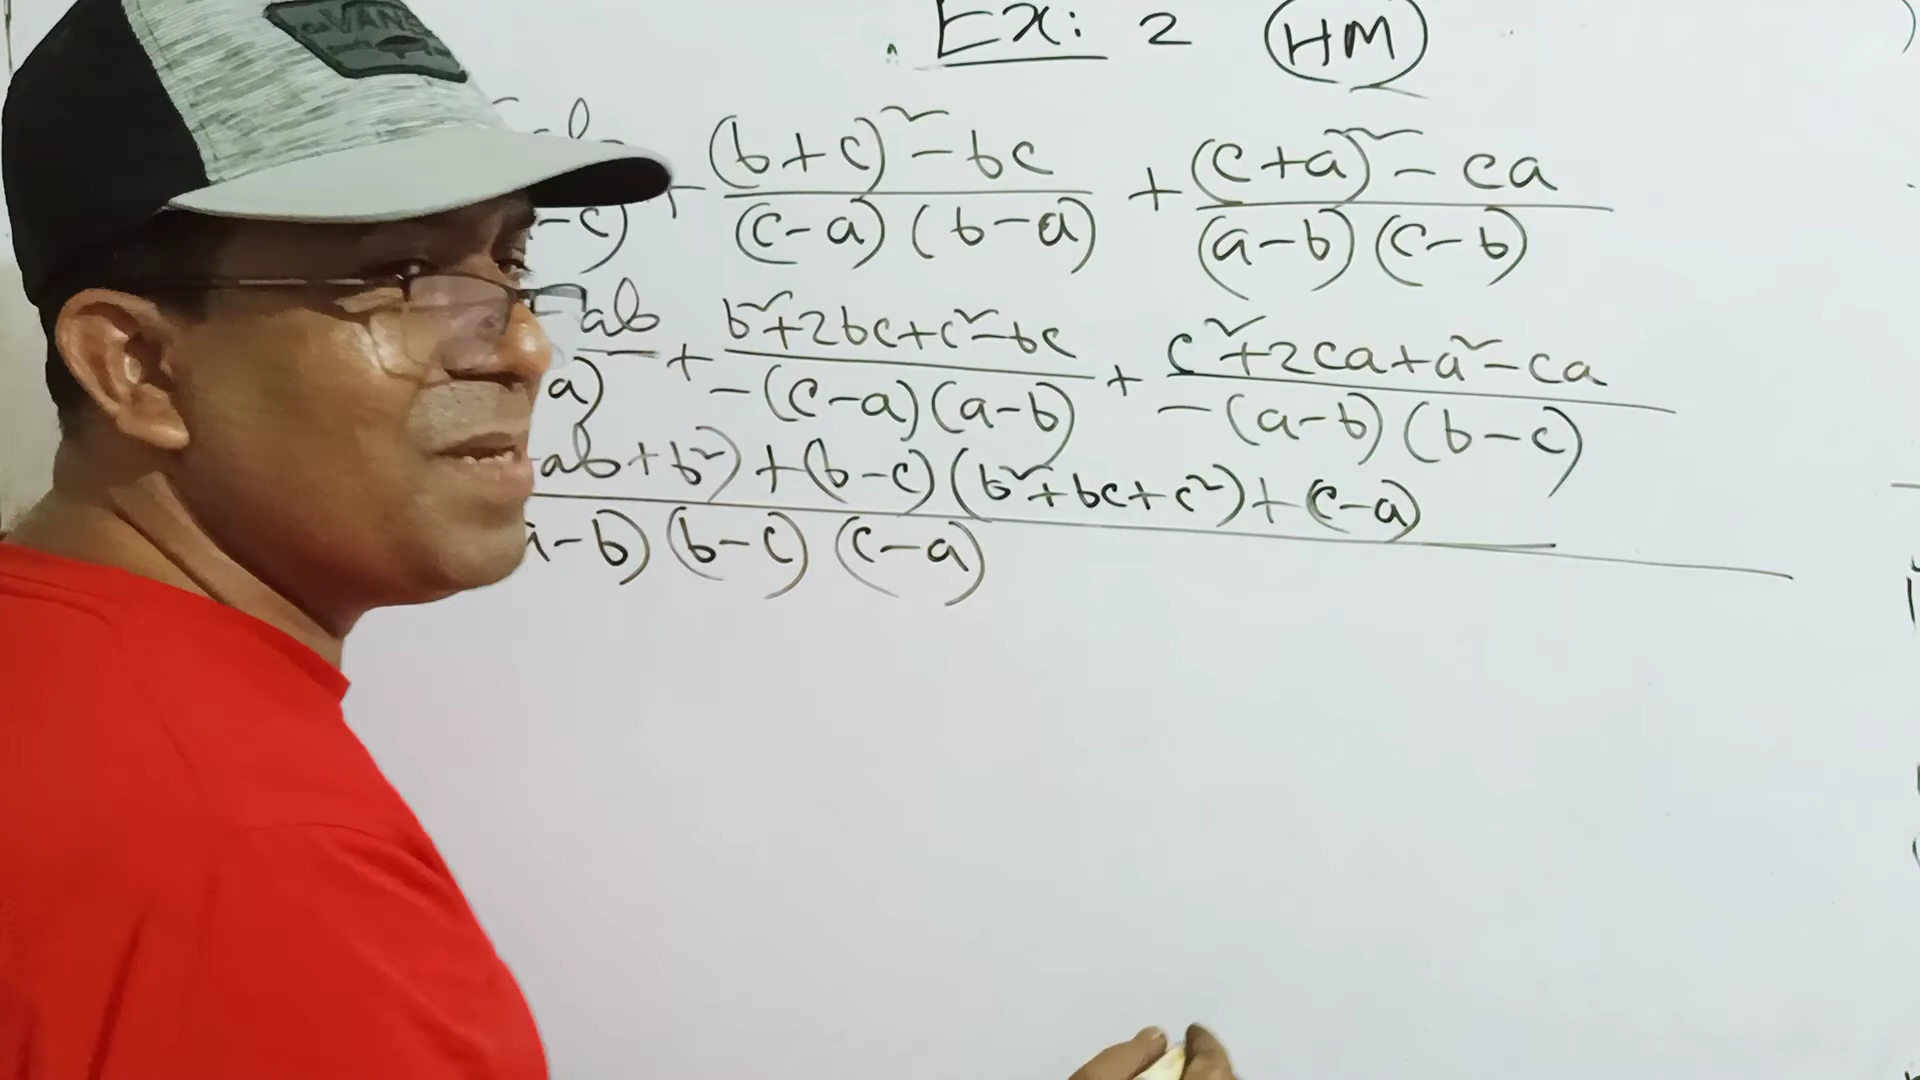 VANS
Ex: 2 HM
-c) + (b+c)² - bc / (c-a)(b-a) + (c+a)² - ca / (a-b)(c-b)
-ab / a) + b²+2bc+c²-bc / -(c-a)(a-b) + c²+2ca+a²-ca / -(a-b)(b-c)
ab+b²)+(b-c)(b²+bc+c²)+(c-a)
-b)(b-c)(c-a)